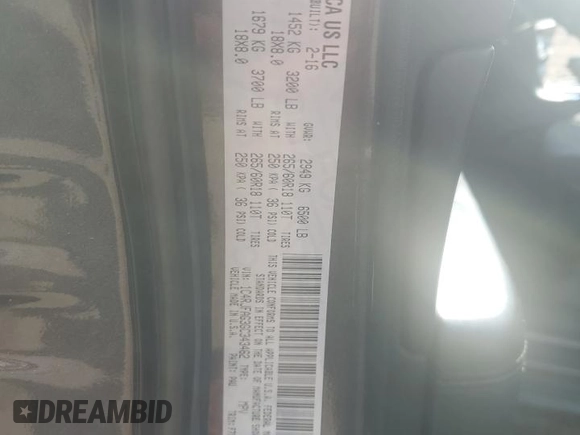 CA US LLC
BUILT): 2-16
GVWR: 2949 KG 6500 LB
1452 KG 3200 LB WITH 265/60R18 110T TIRES
18X8.0 RIMS AT 250 KPA( 36 PSI) COLD
1679 KG 3700 LB WITH 265/60R18 110T TIRES
18X8.0 RIMS AT 250 KPA( 36 PSI) COLD
THIS VEHICLE CONFORMS TO ALL APPLICABLE U.S.A. FEDERAL
STANDARDS IN EFFECT ON THE DATE OF MANUFACTURE
VIN: TYPE: MPV
VEHICLE MADE IN U.S.A. PAINT: PAU
DREAMBID